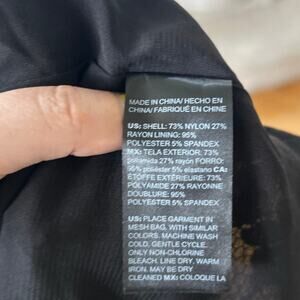 MADE IN CHINA/ HECHO EN
CHINA/ FABRIQUÉ EN CHINE
US: SHELL: 73% NYLON 27%
RAYON LINING: 95%
POLYESTER 5% SPANDEX
MX: TELA EXTERIOR: 73%
poliamida 27% rayón FORRO:
95% poliéster 5% elastano CA:
ÉTOFFE EXTÉRIEURE: 73%
POLYAMIDE 27% RAYONNE
DOUBLURE: 95%
POLYESTER 5% SPANDEX
US: PLACE GARMENT IN
MESH BAG, WITH SIMILAR
COLORS. MACHINE WASH
COLD, GENTLE CYCLE.
ONLY NON-CHLORINE
BLEACH. LINE DRY, WARM
IRON. MAY BE DRY
CLEANED MX: COLOQUE LA